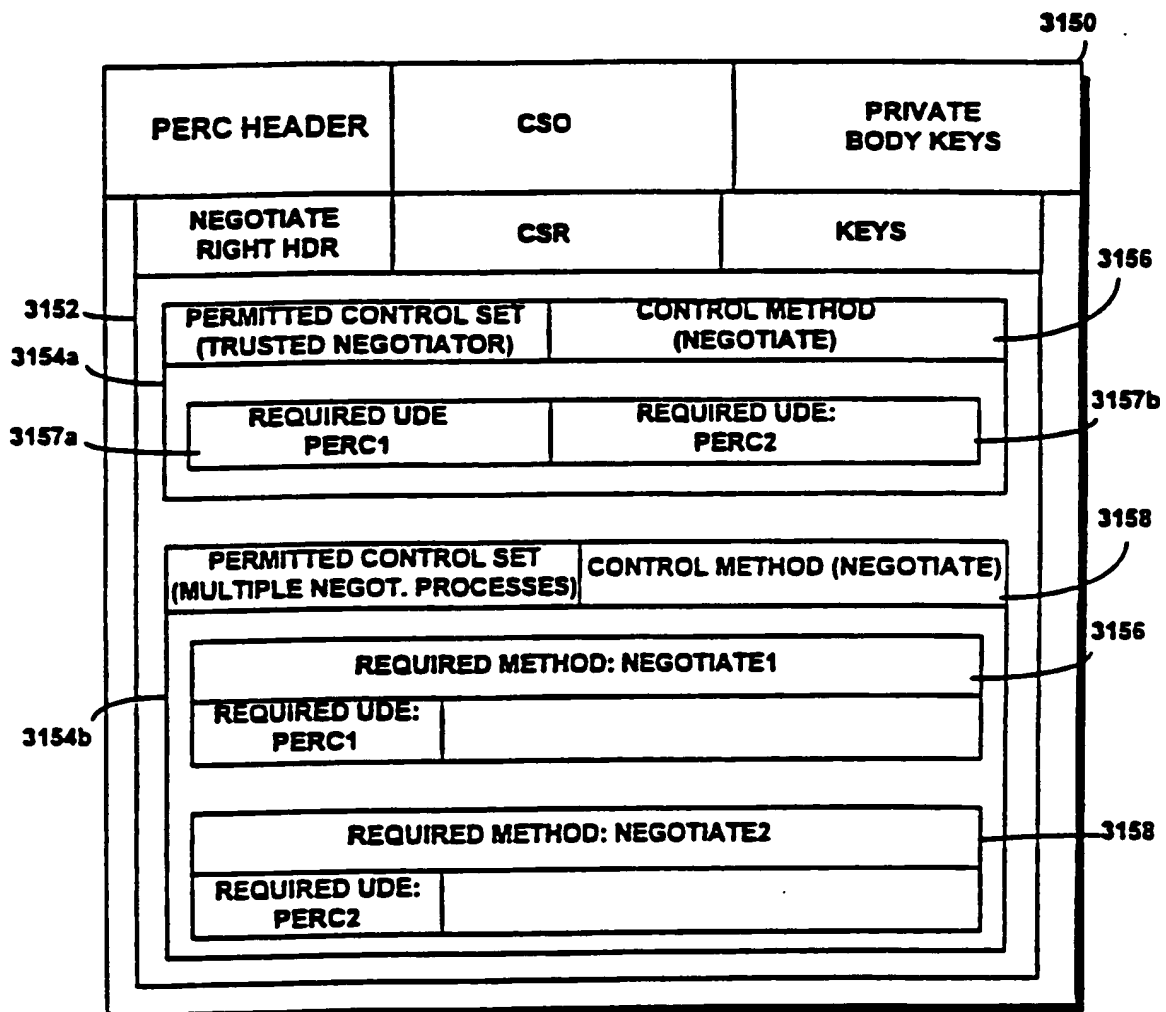 3150
PERC HEADER
CSO
PRIVATE
BODY KEYS
NEGOTIATE
RIGHT HDR
CSR
KEYS
3156
3152
PERMITTED CONTROL SET
(TRUSTED NEGOTIATOR)
CONTROL METHOD
(NEGOTIATE)
3154a
3157a
REQUIRED UDE
PERC1
REQUIRED UDE:
PERC2
3157b
3158
PERMITTED CONTROL SET
(MULTIPLE NEGOT. PROCESSES)
CONTROL METHOD (NEGOTIATE)
3156
REQUIRED METHOD: NEGOTIATE1
3154b
REQUIRED UDE:
PERC1
REQUIRED METHOD: NEGOTIATE2
3158
REQUIRED UDE:
PERC2